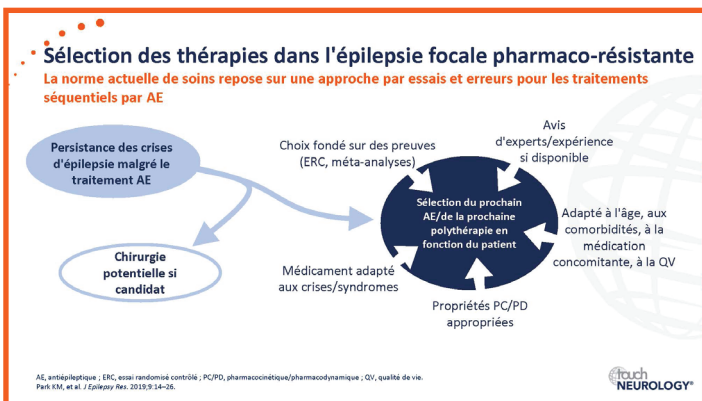 Sélection des thérapies dans l'épilepsie focale pharmaco-résistante
La norme actuelle de soins repose sur une approche par essais et erreurs pour les traitements
séquentiels par AE
Persistance des crises
d'épilepsie malgré le
traitement AE
Chirurgie
potentielle si
candidat
Choix fondé sur des preuves
(ERC, méta-analyses)
Avis
d'experts/expérience
si disponible
Sélection du prochain
AE/de la prochaine
polythérapie en
fonction du patient
Adapté à l'âge, aux
comorbidités, à la
médication
concomitante, à la QV
Médicament adapté
aux crises/syndromes
Propriétés PC/PD
appropriées
AE, antiépileptique ; ERC, essai randomisé contrôlé ; PC/PD, pharmacocinétique/pharmacodynamique ; QV, qualité de vie.
Park KM, et al. J Epilepsy Res. 2019;9:14–26.
touch
NEUROLOGY®